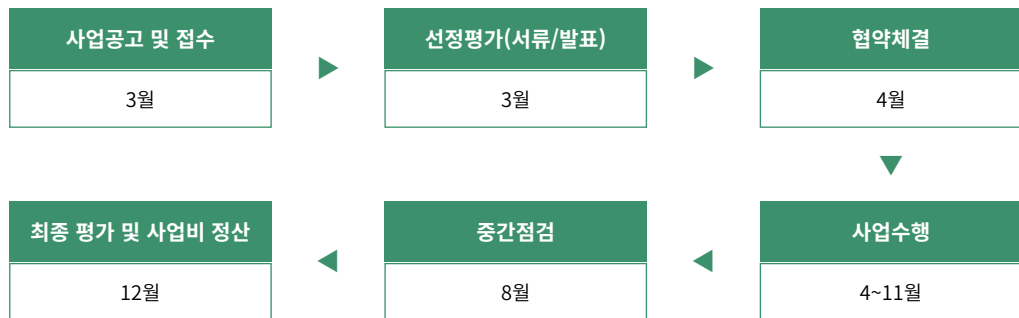 사업공고 및 접수
3월
선정평가(서류/발표)
3월
협약체결
4월
사업수행
4~11월
중간점검
8월
최종 평가 및 사업비 정산
12월